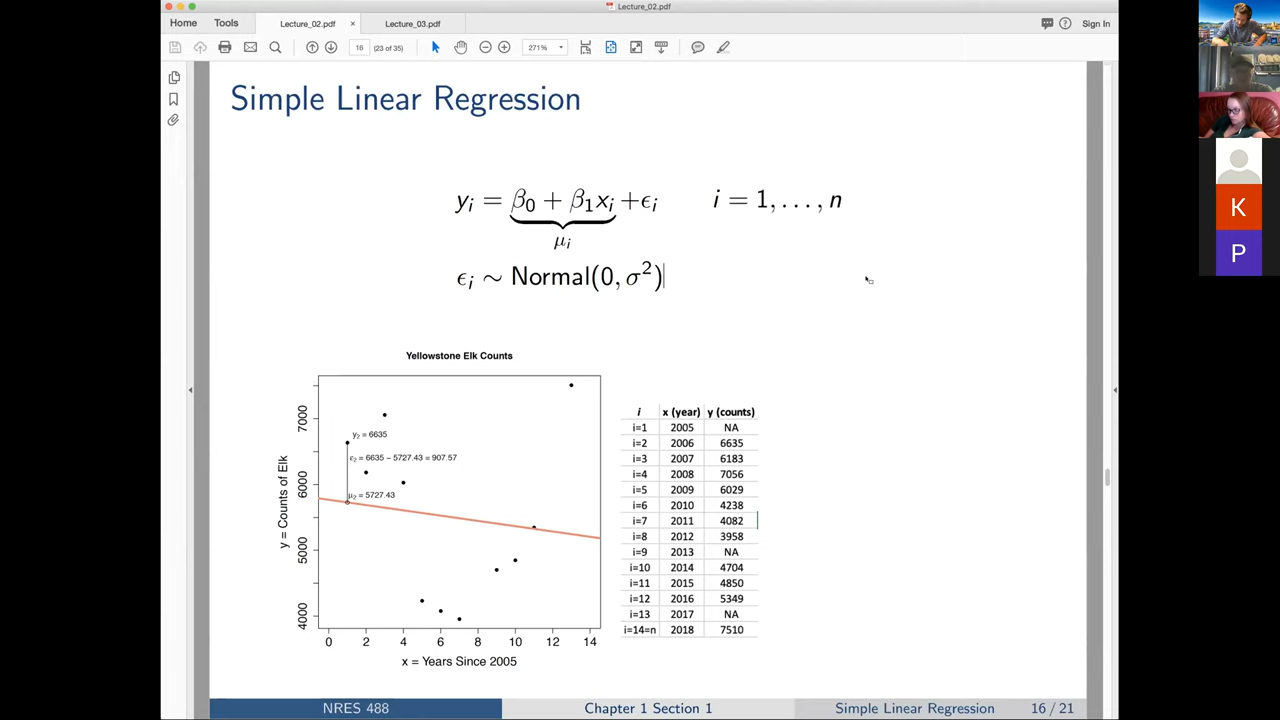 Lecture_02.pdf
Home Tools Lecture_02.pdf × Lecture_03.pdf Sign In
16 (23 of 35) 271%
Simple Linear Regression
yᵢ = β₀ + β₁xᵢ + ϵᵢ i = 1, . . . , n
μᵢ
ϵᵢ ∼ Normal(0, σ²)
Yellowstone Elk Counts
y = Counts of Elk
7000
6000
5000
4000
y₂ = 6635
ε₂ = 6635 − 5727.43 = 907.57
μ₂ = 5727.43
0 2 4 6 8 10 12 14
x = Years Since 2005
i x (year) y (counts)
i=1 2005 NA
i=2 2006 6635
i=3 2007 6183
i=4 2008 7056
i=5 2009 6029
i=6 2010 4238
i=7 2011 4082
i=8 2012 3958
i=9 2013 NA
i=10 2014 4704
i=11 2015 4850
i=12 2016 5349
i=13 2017 NA
i=14=n 2018 7510
NRES 488 Chapter 1 Section 1 Simple Linear Regression 16 / 21
K
P